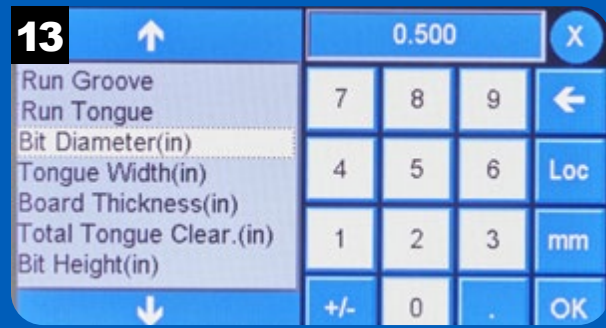 13
0.500
X
Run Groove
Run Tongue
Bit Diameter(in)
Tongue Width(in)
Board Thickness(in)
Total Tongue Clear.(in)
Bit Height(in)
7 8 9
4 5 6 Loc
1 2 3 mm
+/- 0 . OK